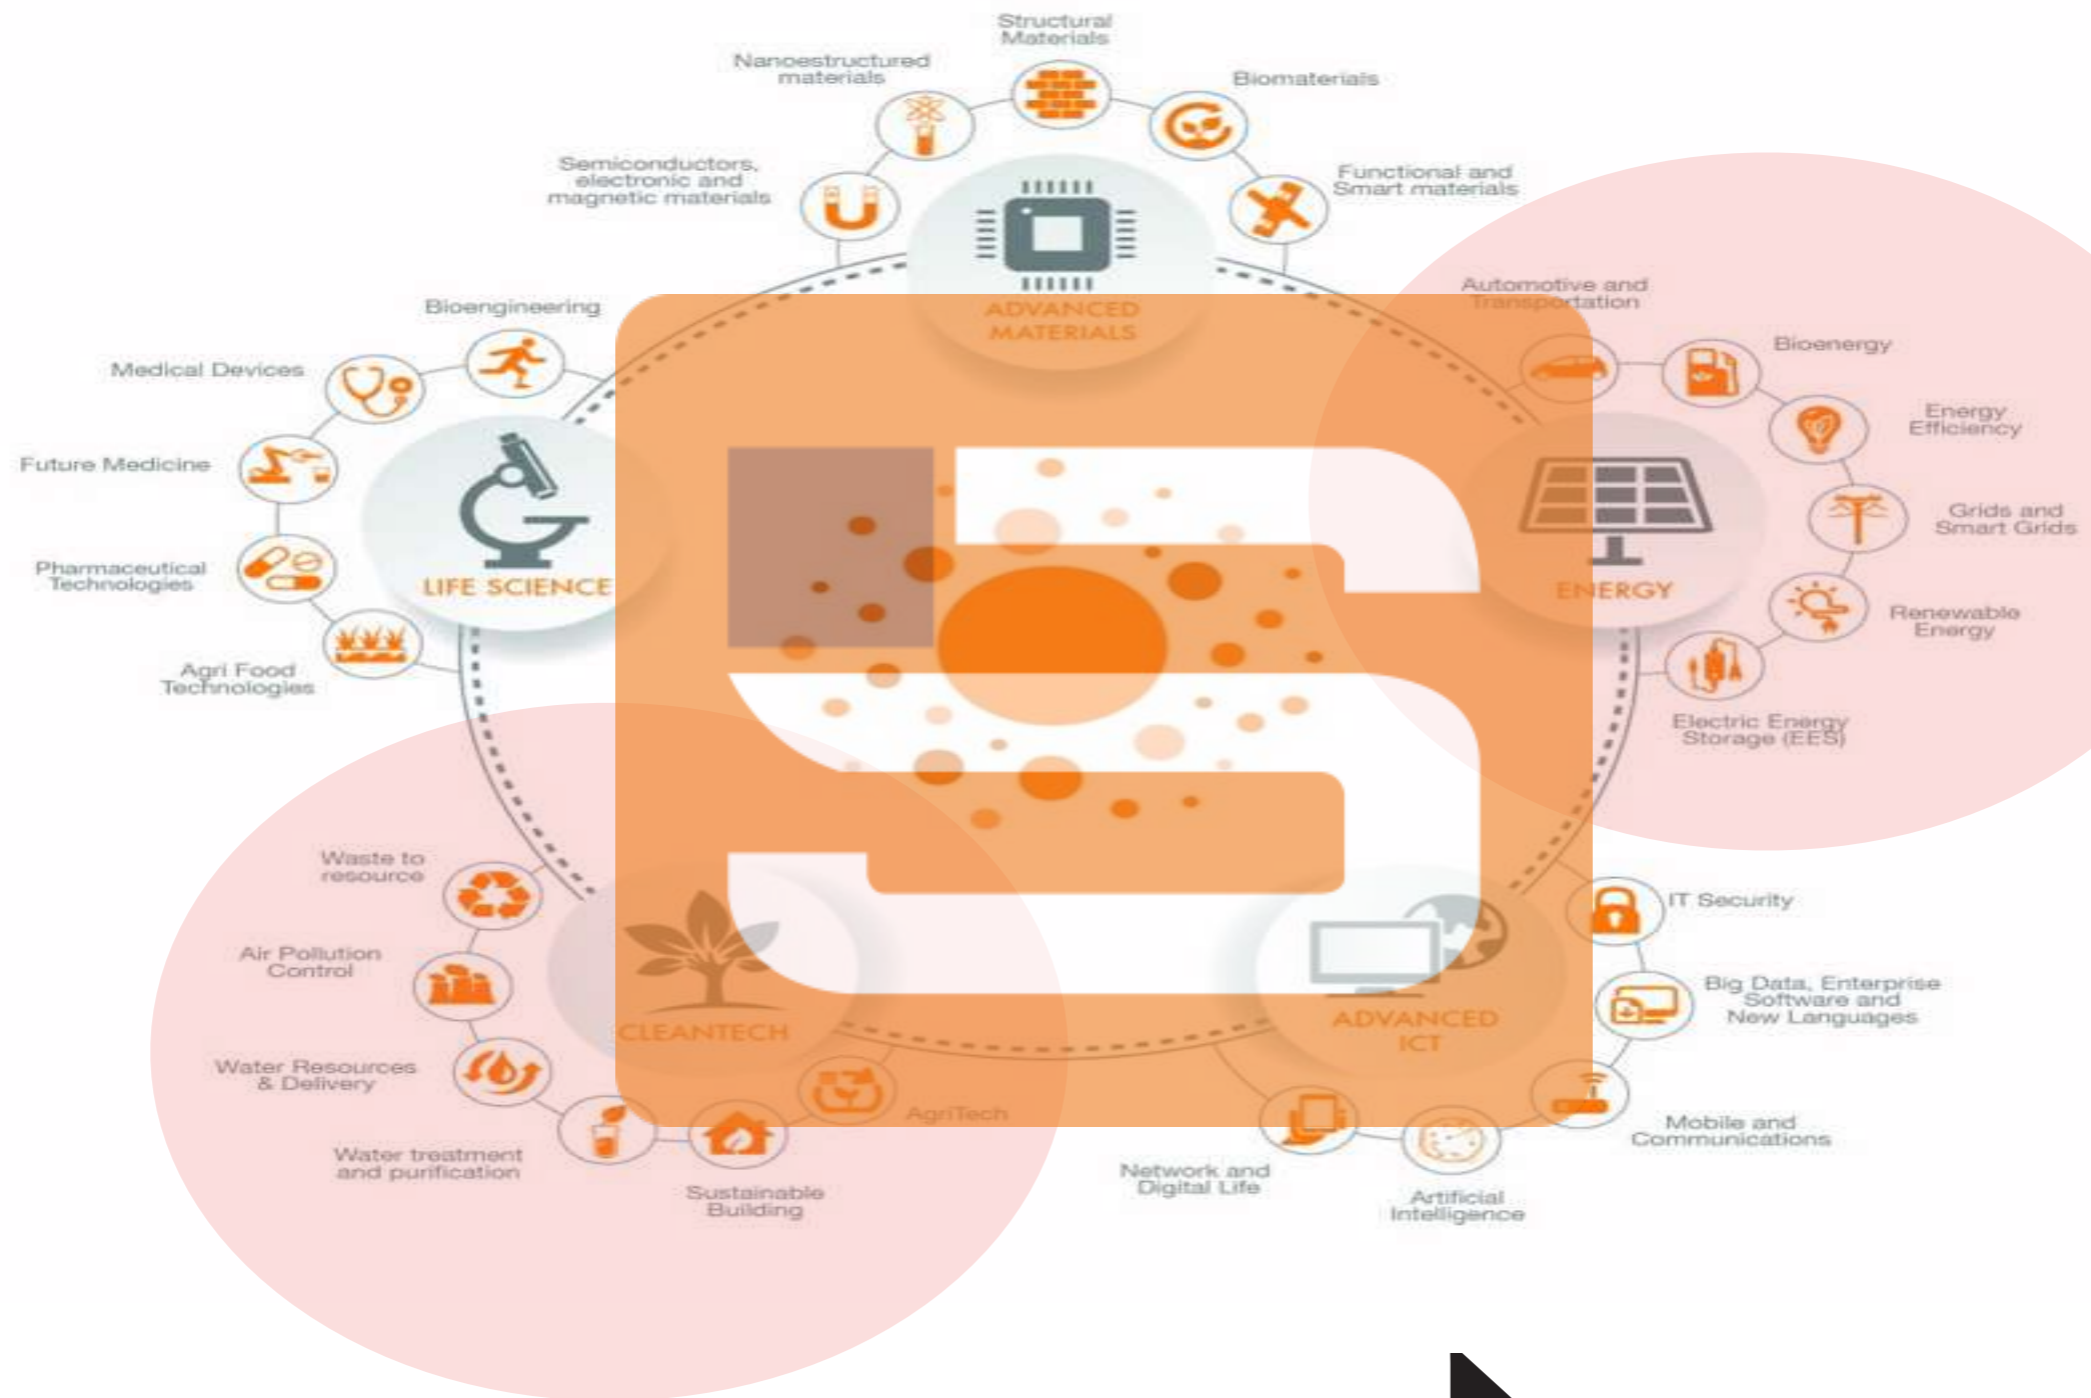 Structural
Materials
Nanoestructured
materials
Biomaterials
Semiconductors,
electronic and
magnetic materials
Functional and
Smart materials
ADVANCED
MATERIALS
Automotive and
Transportation
Bioenergy
Energy
Efficiency
Grids and
Smart Grids
Renewable
Energy
Electric Energy
Storage (EES)
ENERGY
Bioengineering
Medical Devices
Future Medicine
Pharmaceutical
Technologies
Agri Food
Technologies
LIFE SCIENCE
Waste to
resource
Air Pollution
Control
Water Resources
& Delivery
Water treatment
and purification
Sustainable
Building
AgriTech
CLEANTECH
ADVANCED
ICT
IT Security
Big Data, Enterprise
Software and
New Languages
Mobile and
Communications
Artificial
Intelligence
Network and
Digital Life